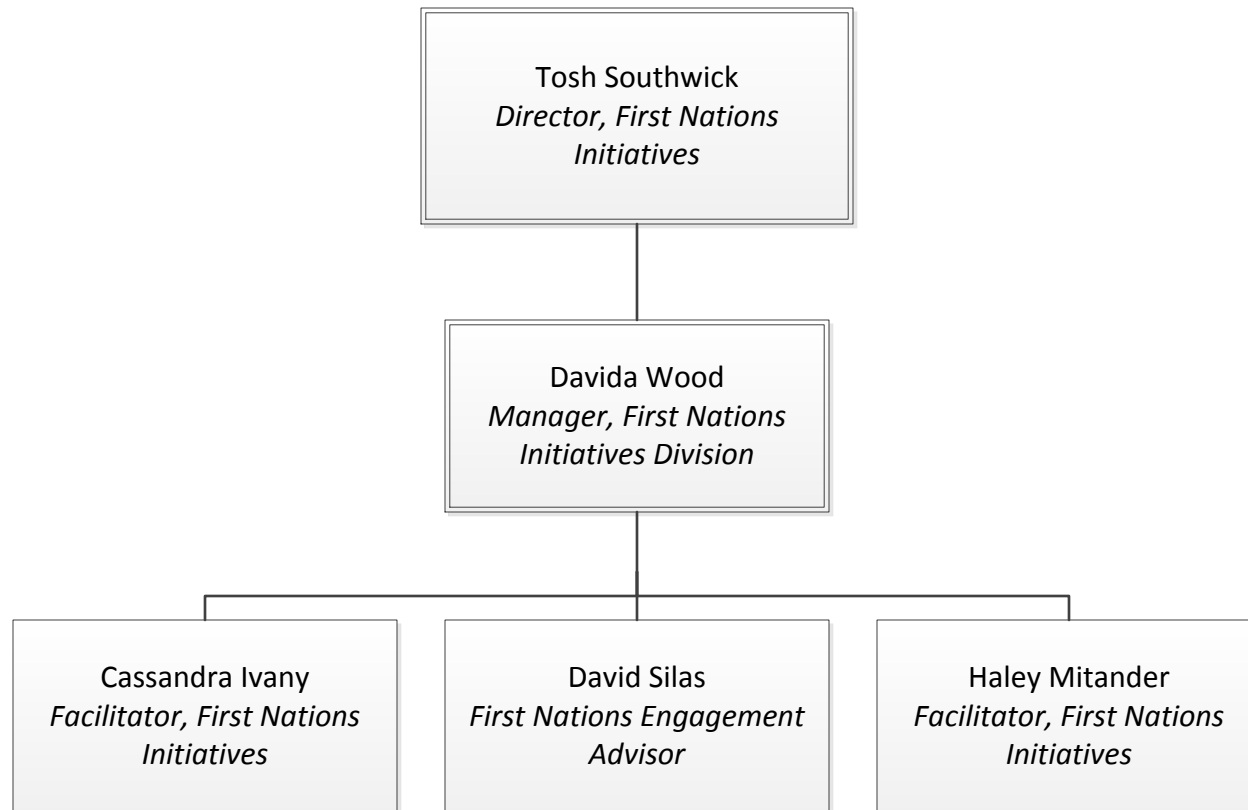 Tosh Southwick
Director, First Nations
Initiatives
Davida Wood
Manager, First Nations
Initiatives Division
Cassandra Ivany
Facilitator, First Nations
Initiatives
David Silas
First Nations Engagement
Advisor
Haley Mitander
Facilitator, First Nations
Initiatives